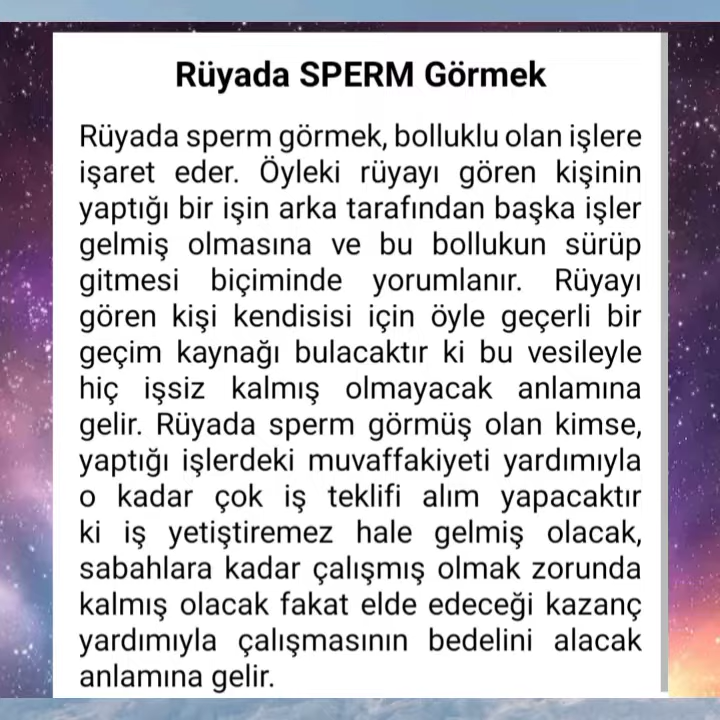 Rüyada SPERM Görmek
Rüyada sperm görmek, bolluklu olan işlere
işaret eder. Öyleki rüyayı gören kişinin
yaptığı bir işin arka tarafından başka işler
gelmiş olmasına ve bu bollukun sürüp
gitmesi biçiminde yorumlanır. Rüyayı
gören kişi kendisisi için öyle geçerli bir
geçim kaynağı bulacaktır ki bu vesileyle
hiç işsiz kalmış olmayacak anlamına
gelir. Rüyada sperm görmüş olan kimse,
yaptığı işlerdeki muvaffakiyeti yardımıyla
o kadar çok iş teklifi alım yapacaktır
ki iş yetiştiremez hale gelmiş olacak,
sabahlara kadar çalışmış olmak zorunda
kalmış olacak fakat elde edeceği kazanç
yardımıyla çalışmasının bedelini alacak
anlamına gelir.